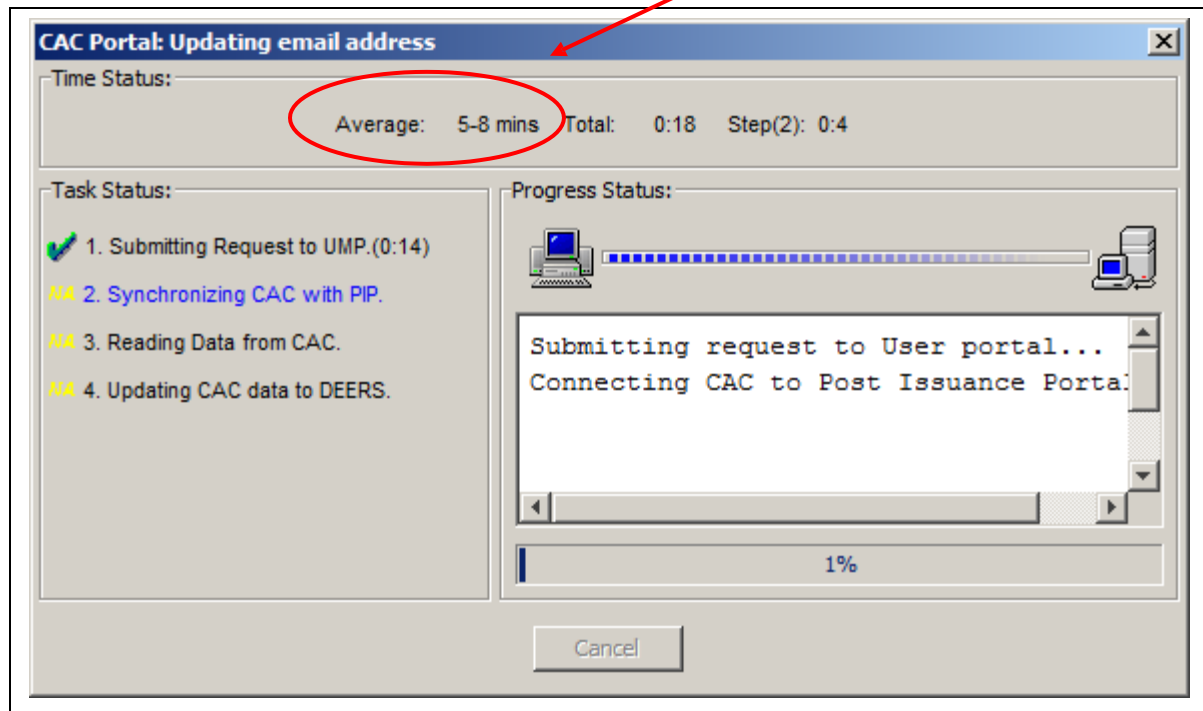 CAC Portal: Updating email address
Time Status:
Average: 5-8 mins Total: 0:18 Step(2): 0:4
Task Status:
1. Submitting Request to UMP.(0:14)
NA 2. Synchronizing CAC with PIP.
NA 3. Reading Data from CAC.
NA 4. Updating CAC data to DEERS.
Progress Status:
Submitting request to User portal...
Connecting CAC to Post Issuance Portal
1%
Cancel